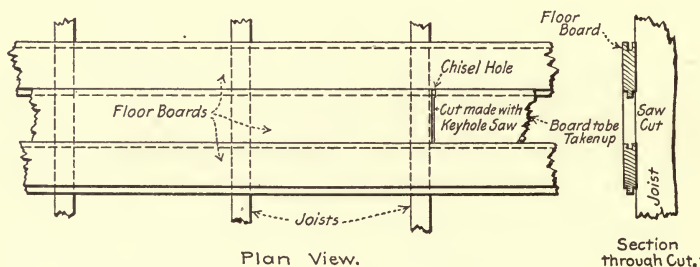 Floor
Board
Chisel Hole
Floor Boards
Cut made with
Keyhole Saw
Board to be
Taken up
Saw
Cut
Joist
Joists
Plan View.
Section
through Cut.